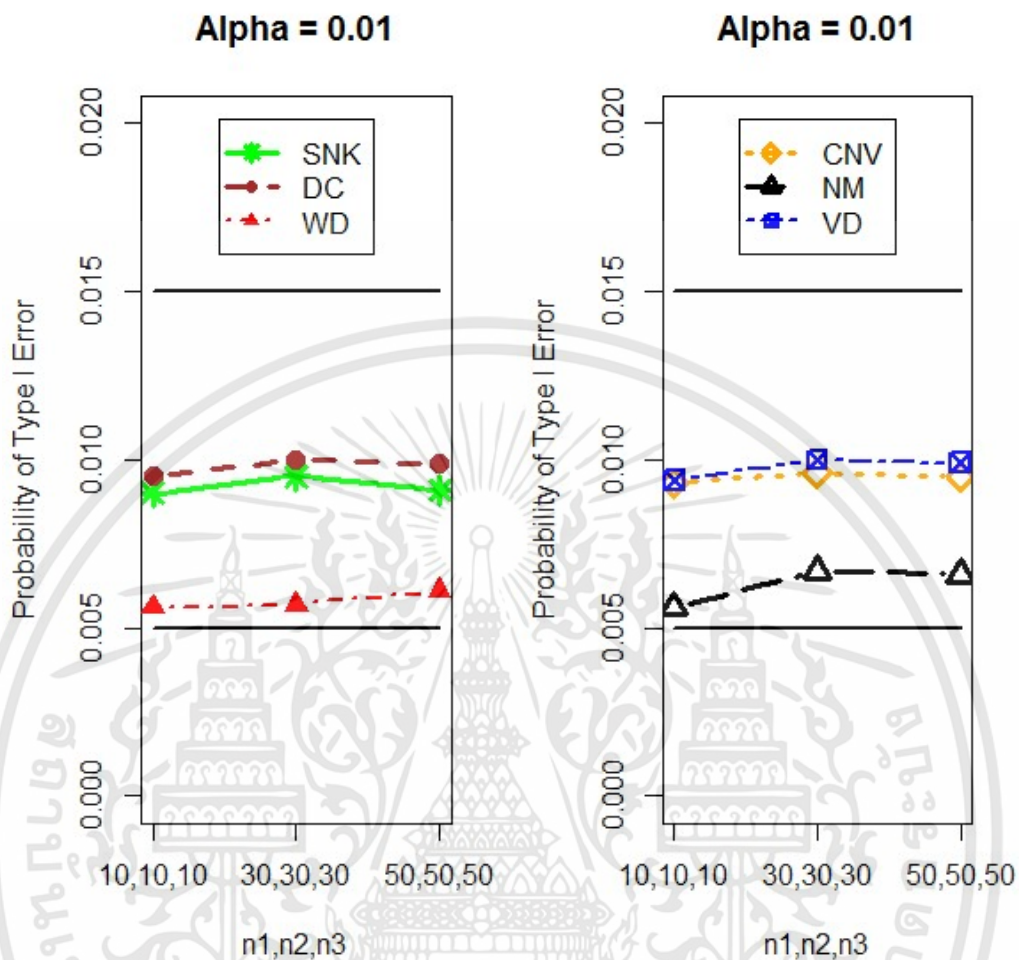 Alpha = 0.01
0.020
0.015
0.010
0.005
0.000
Probability of Type I Error
SNK
DC
WD
10,10,10 30,30,30 50,50,50
n1,n2,n3
Alpha = 0.01
0.020
0.015
0.010
0.005
0.000
Probability of Type I Error
CNV
NM
VD
10,10,10 30,30,30 50,50,50
n1,n2,n3